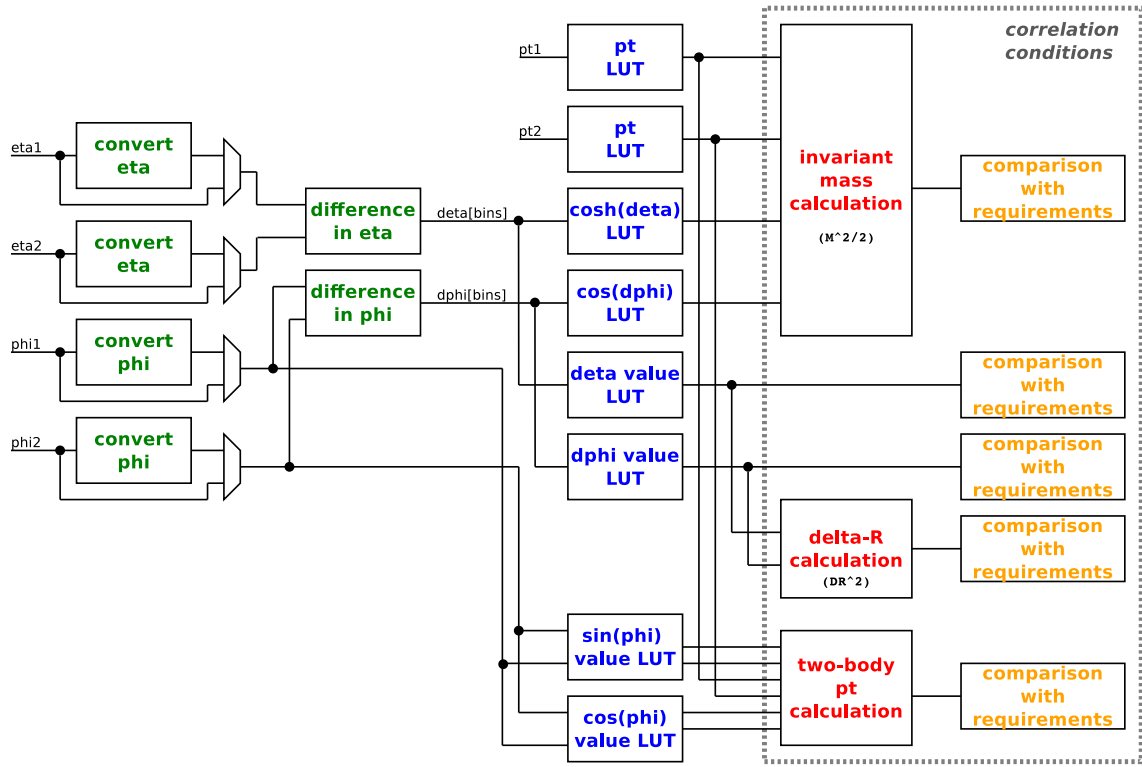 correlation
conditions
pt1
pt
LUT
pt2
pt
LUT
eta1
convert
eta
eta2
convert
eta
phi1
convert
phi
phi2
convert
phi
difference
in eta
difference
in phi
deta[bins]
dphi[bins]
cosh(deta)
LUT
cos(dphi)
LUT
deta value
LUT
dphi value
LUT
sin(phi)
value LUT
cos(phi)
value LUT
invariant
mass
calculation
(M^2/2)
delta-R
calculation
(DR^2)
two-body
pt
calculation
comparison
with
requirements
comparison
with
requirements
comparison
with
requirements
comparison
with
requirements
comparison
with
requirements